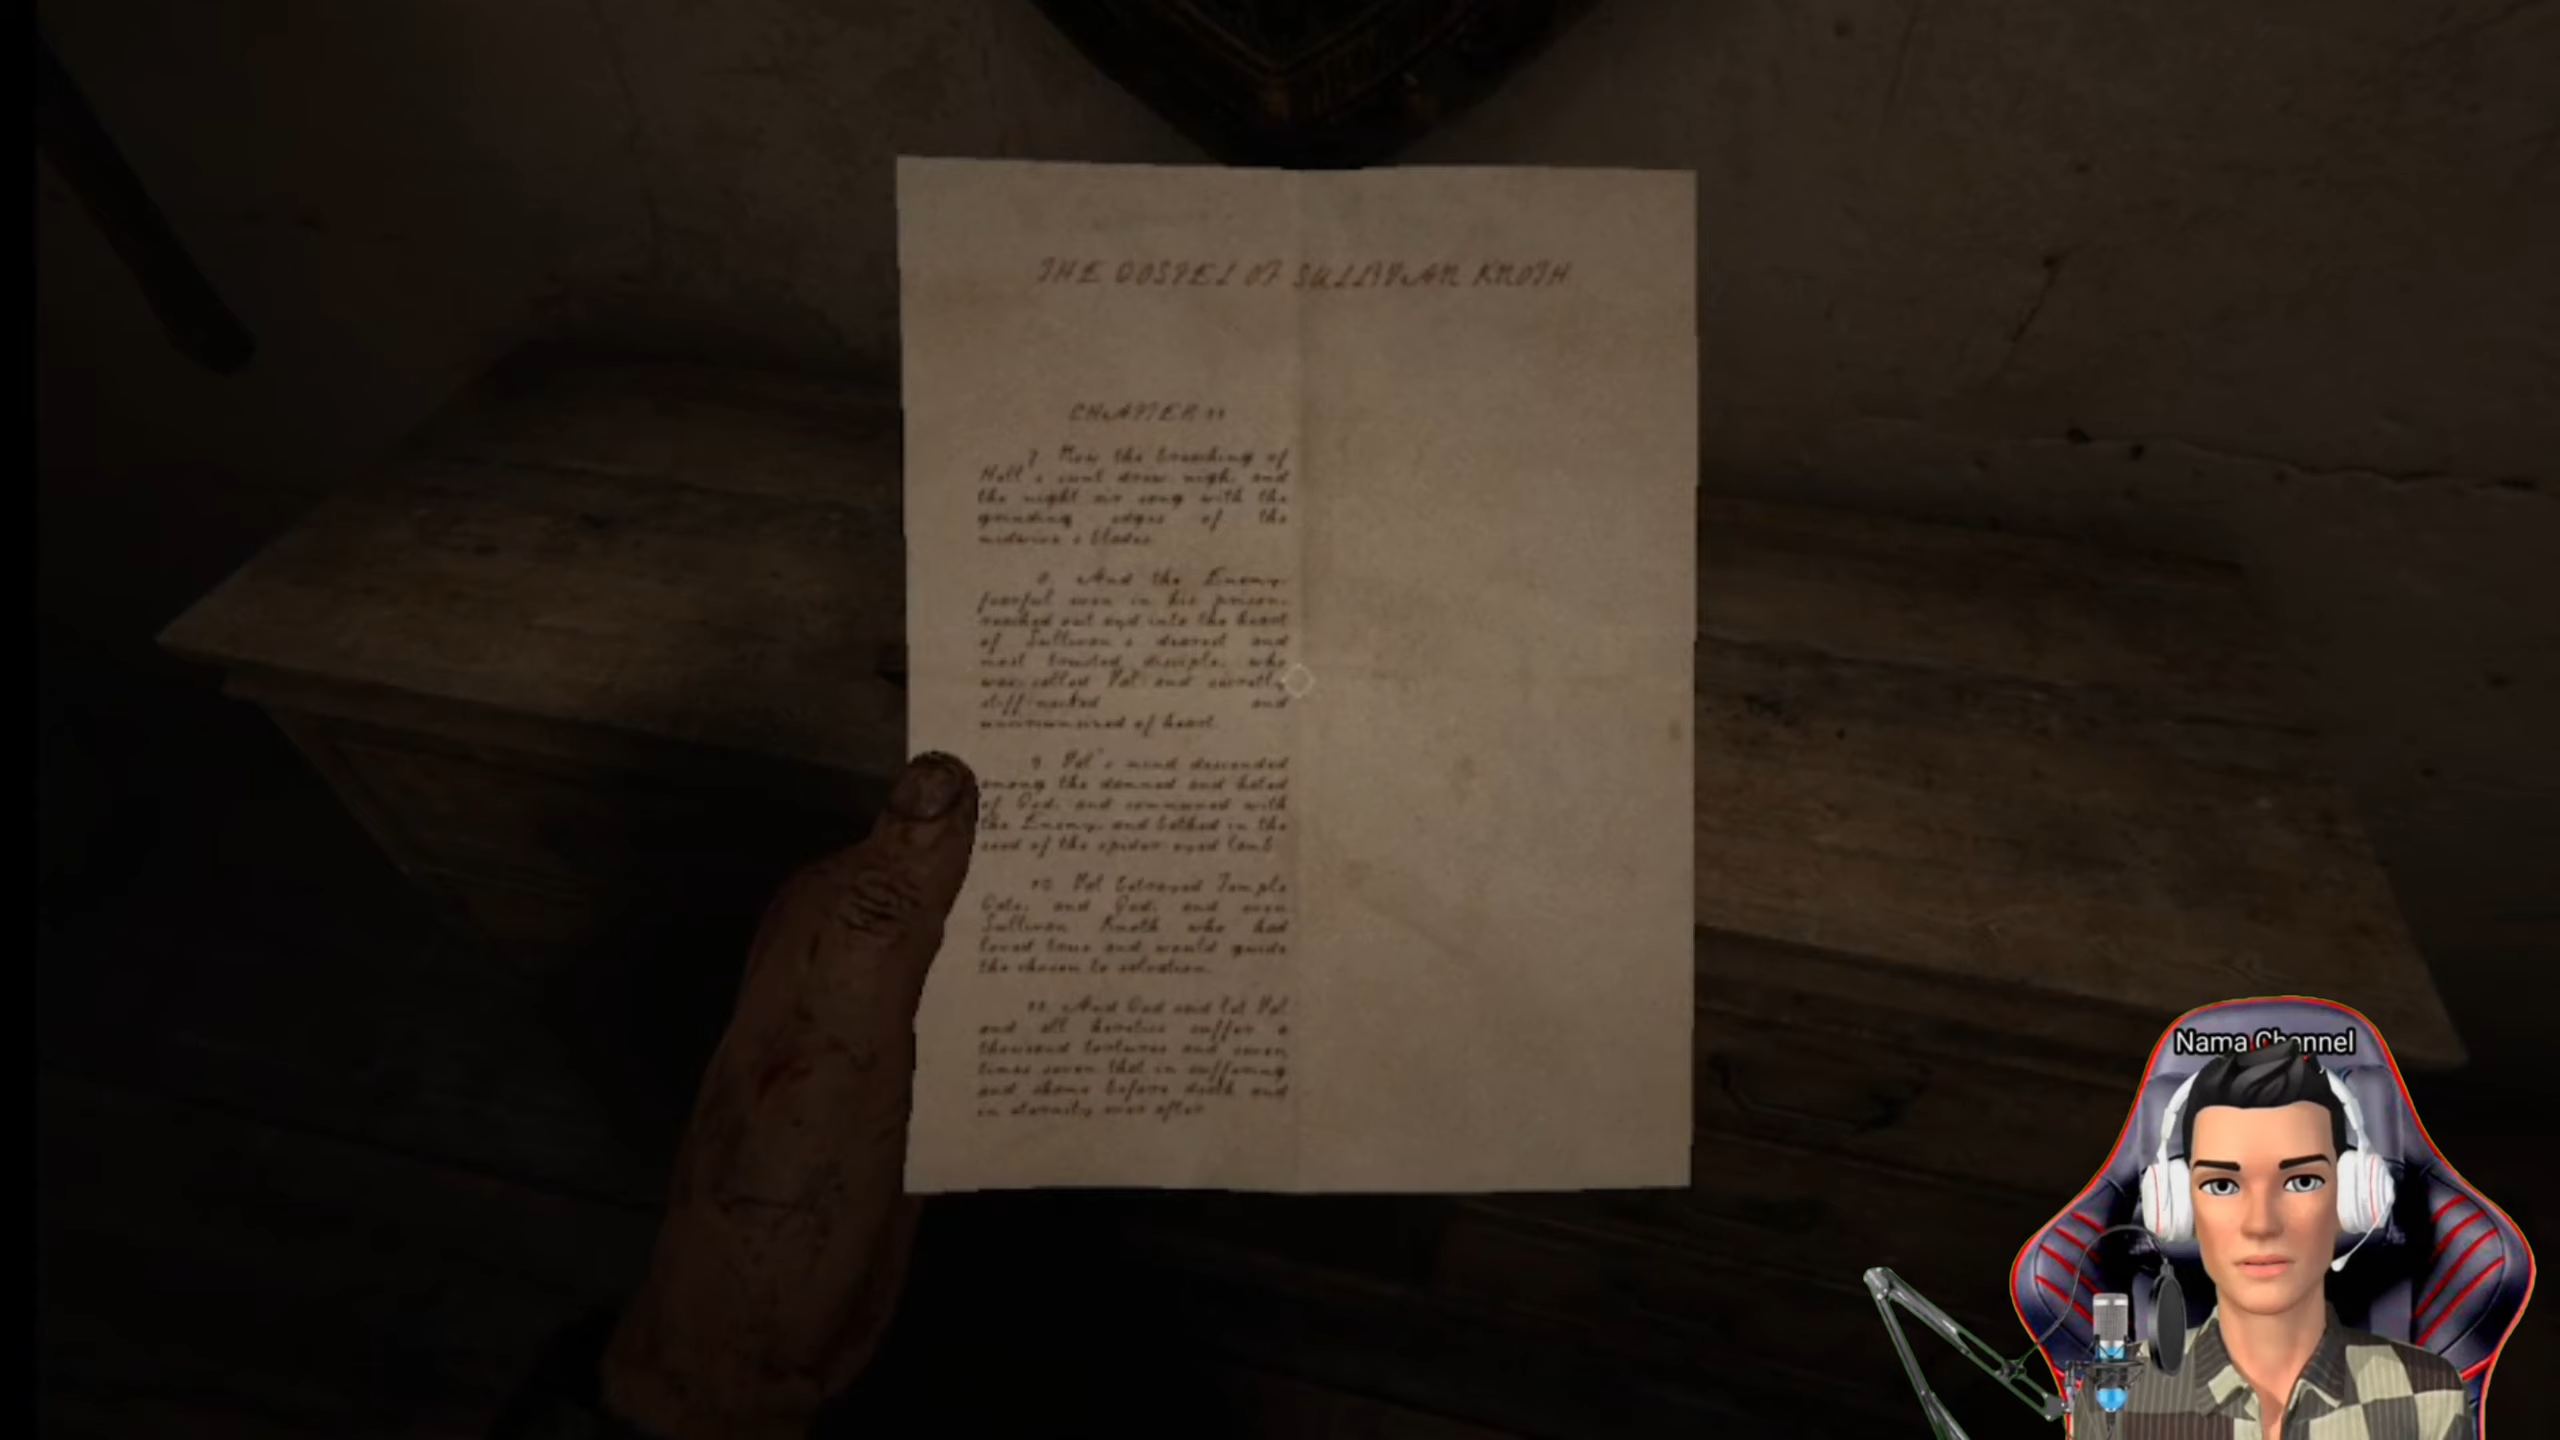 THE GOSPEL OF SULLIVAN KNOTH
CHAPTER
7. Now the breaching of
Hell's cunt drew nigh, and
the night air sang with the
grinding edges of the
midwive's blades.
8. And the Enemy,
fearful even in his prison,
reached out and into the heart
of Sullivan's dearest and
most trusted disciple, who
was called Val and secretly
stiff-necked and
uncircumcised of heart.
9. Val's mind descended
among the damned and hated
of God, and communed with
the Enemy, and bathed in the
seed of the spider eyed lamb.
10. Val betrayed Temple
Gate, and God, and even
Sullivan Knoth who had
loved true and would guide
the chosen to salvation.
11. And God said let Val
and all heretics suffer a
thousand tortures and seven
times seven that in suffering
and shame before death and
in eternity ever after.
Nama Channel